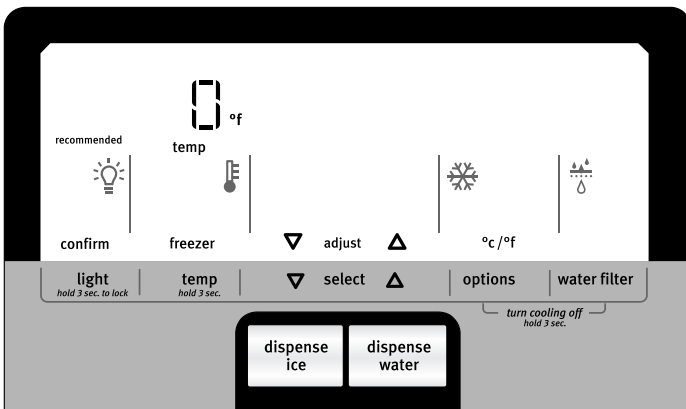 0 °f
recommended
temp
confirm
freezer
adjust
°c/°f
light
hold 3 sec. to lock
temp
hold 3 sec.
select
options
water filter
turn cooling off
hold 3 sec.
dispense
ice
dispense
water